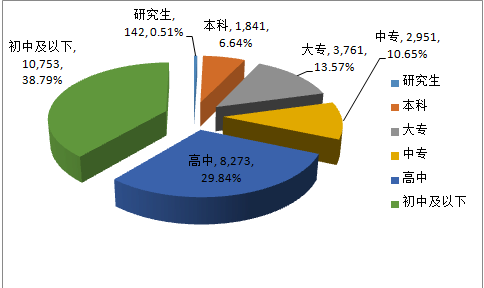 研究生,
142, 0.51%
本科, 1,841,
6.64%
大专, 3,761,
13.57%
中专, 2,951,
10.65%
初中及以下,
10,753,
38.79%
高中, 8,273,
29.84%
研究生
本科
大专
中专
高中
初中及以下